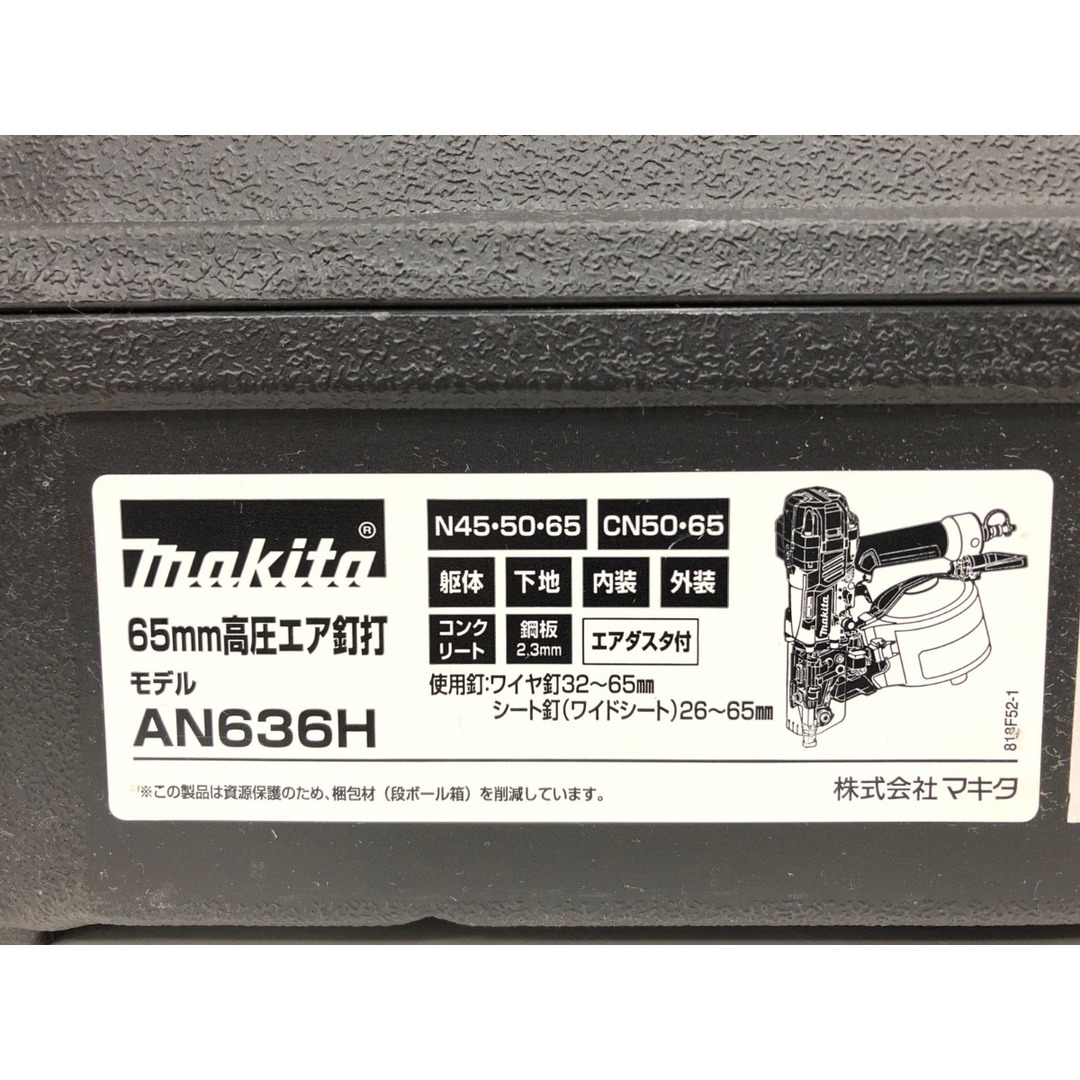 makita®
65mm高圧エア釘打
モデル
AN636H
N45・50・65 CN50・65
躯体 下地 内装 外装
コンクリート 鋼板2,3mm エアダスタ付
使用釘:ワイヤ釘32〜65mm
シート釘(ワイドシート)26〜65mm
makita
818F52-1
※この製品は資源保護のため、梱包材(段ボール箱)を削減しています。
株式会社マキタ